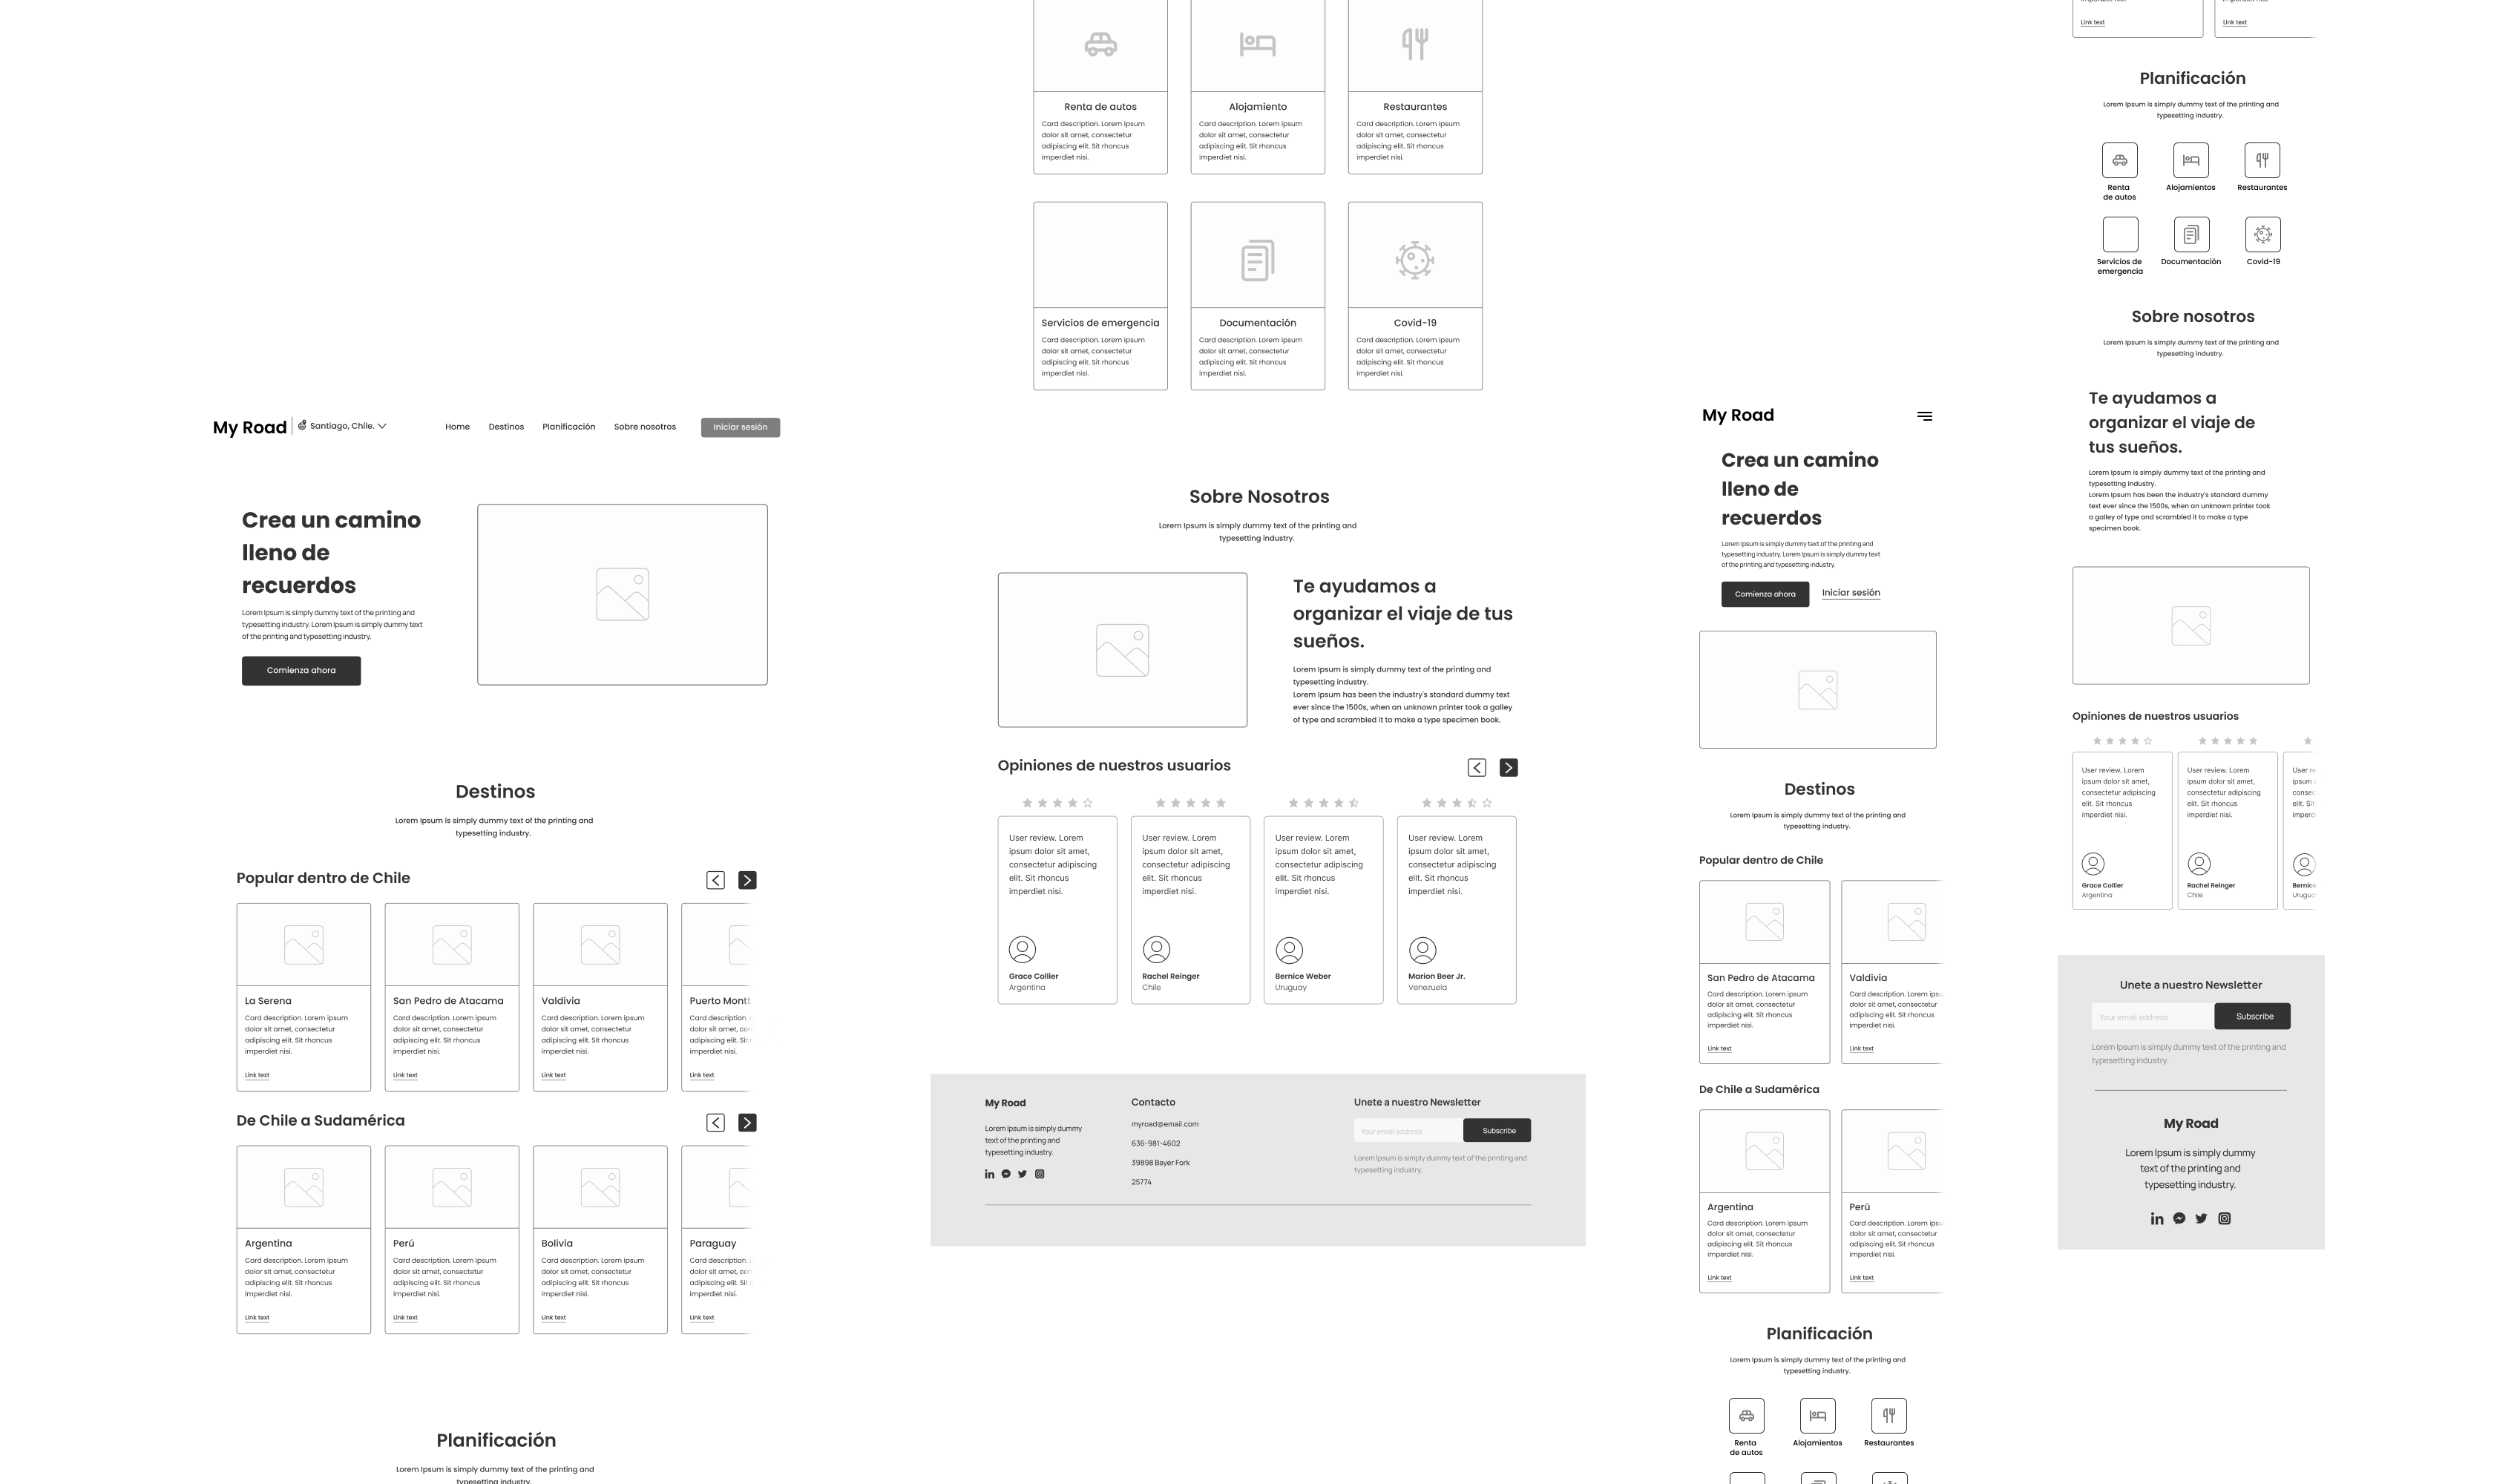 My Road
Santiago, Chile.
Home
Destinos
Planificación
Sobre nosotros
Iniciar sesión
Crea un camino
lleno de
recuerdos
Lorem Ipsum is simply dummy text of the printing and
typesetting industry. Lorem Ipsum is simply dummy text
of the printing and typesetting industry.
Comienza ahora
Destinos
Lorem Ipsum is simply dummy text of the printing and
typesetting industry.
Popular dentro de Chile
La Serena
Card description. Lorem ipsum
dolor sit amet, consectetur
adipiscing elit. Sit rhoncus
imperdiet nisi.
Link text
San Pedro de Atacama
Card description. Lorem ipsum
dolor sit amet, consectetur
adipiscing elit. Sit rhoncus
imperdiet nisi.
Link text
Valdivia
Card description. Lorem ipsum
dolor sit amet, consectetur
adipiscing elit. Sit rhoncus
imperdiet nisi.
Link text
Puerto Montt
Card description.
dolor sit amet,
adipiscing elit.
imperdiet nisi.
Link text
De Chile a Sudamérica
Argentina
Card description. Lorem ipsum
dolor sit amet, consectetur
adipiscing elit. Sit rhoncus
imperdiet nisi.
Link text
Perú
Card description. Lorem ipsum
dolor sit amet, consectetur
adipiscing elit. Sit rhoncus
imperdiet nisi.
Link text
Bolivia
Card description. Lorem ipsum
dolor sit amet, consectetur
adipiscing elit. Sit rhoncus
imperdiet nisi.
Link text
Paraguay
Card description.
dolor sit amet,
adipiscing elit.
imperdiet nisi.
Link text
Planificación
Lorem Ipsum is simply dummy text of the printing and
typesetting industry.
Renta de autos
Card description. Lorem ipsum
dolor sit amet, consectetur
adipiscing elit. Sit rhoncus
imperdiet nisi.
Alojamiento
Card description. Lorem ipsum
dolor sit amet, consectetur
adipiscing elit. Sit rhoncus
imperdiet nisi.
Restaurantes
Card description. Lorem ipsum
dolor sit amet, consectetur
adipiscing elit. Sit rhoncus
imperdiet nisi.
Servicios de emergencia
Card description. Lorem ipsum
dolor sit amet, consectetur
adipiscing elit. Sit rhoncus
imperdiet nisi.
Documentación
Card description. Lorem ipsum
dolor sit amet, consectetur
adipiscing elit. Sit rhoncus
imperdiet nisi.
Covid-19
Card description. Lorem ipsum
dolor sit amet, consectetur
adipiscing elit. Sit rhoncus
imperdiet nisi.
Sobre Nosotros
Lorem Ipsum is simply dummy text of the printing and
typesetting industry.
Te ayudamos a
organizar el viaje de tus
sueños.
Lorem Ipsum is simply dummy text of the printing and
typesetting industry.
Lorem Ipsum has been the industry's standard dummy text
ever since the 1500s, when an unknown printer took a galley
of type and scrambled it to make a type specimen book.
Opiniones de nuestros usuarios
User review. Lorem
ipsum dolor sit amet,
consectetur adipiscing
elit. Sit rhoncus
imperdiet nisi.
Grace Collier
Argentina
User review. Lorem
ipsum dolor sit amet,
consectetur adipiscing
elit. Sit rhoncus
imperdiet nisi.
Rachel Reinger
Chile
User review. Lorem
ipsum dolor sit amet,
consectetur adipiscing
elit. Sit rhoncus
imperdiet nisi.
Bernice Weber
Uruguay
User review. Lorem
ipsum dolor sit amet,
consectetur adipiscing
elit. Sit rhoncus
imperdiet nisi.
Marion Beer Jr.
Venezuela
My Road
Lorem Ipsum is simply dummy
text of the printing and
typesetting industry.
Contacto
myroad@email.com
636-981-4602
39898 Bayer Fork
25774
Unete a nuestro Newsletter
Your email address
Subscribe
Lorem Ipsum is simply dummy text of the printing and
typesetting industry.
My Road
Crea un camino
lleno de
recuerdos
Lorem Ipsum is simply dummy text of the printing and
typesetting industry. Lorem Ipsum is simply dummy text
of the printing and typesetting industry.
Comienza ahora
Iniciar sesión
Destinos
Lorem Ipsum is simply dummy text of the printing and
typesetting industry.
Popular dentro de Chile
San Pedro de Atacama
Card description. Lorem ipsum
dolor sit amet, consectetur
adipiscing elit. Sit rhoncus
imperdiet nisi.
Link text
Valdivia
Card description. Lorem
dolor sit amet, consectetur
adipiscing elit. Sit rhoncus
imperdiet nisi.
Link text
De Chile a Sudamérica
Argentina
Card description. Lorem ipsum
dolor sit amet, consectetur
adipiscing elit. Sit rhoncus
imperdiet nisi.
Link text
Perú
Card description. Lorem
dolor sit amet, consectetur
adipiscing elit. Sit rhoncus
imperdiet nisi.
Link text
Planificación
Lorem Ipsum is simply dummy text of the printing and
typesetting industry.
Renta
de autos
Alojamientos
Restaurantes
Link text
Link text
Planificación
Lorem Ipsum is simply dummy text of the printing and
typesetting industry.
Renta
de autos
Alojamientos
Restaurantes
Servicios de
emergencia
Documentación
Covid-19
Sobre nosotros
Lorem Ipsum is simply dummy text of the printing and
typesetting industry.
Te ayudamos a
organizar el viaje de
tus sueños.
Lorem Ipsum is simply dummy text of the printing and
typesetting industry.
Lorem Ipsum has been the industry's standard dummy
text ever since the 1500s, when an unknown printer took
a galley of type and scrambled it to make a type
specimen book.
Opiniones de nuestros usuarios
User review. Lorem
ipsum dolor sit amet,
consectetur adipiscing
elit. Sit rhoncus
imperdiet nisi.
Grace Collier
Argentina
User review. Lorem
ipsum dolor sit amet,
consectetur adipiscing
elit. Sit rhoncus
imperdiet nisi.
Rachel Reinger
Chile
User
ipsum
elit. Sit
Bernice
Unete a nuestro Newsletter
Your email address
Subscribe
Lorem Ipsum is simply dummy text of the printing and
typesetting industry.
My Road
Lorem Ipsum is simply dummy
text of the printing and
typesetting industry.